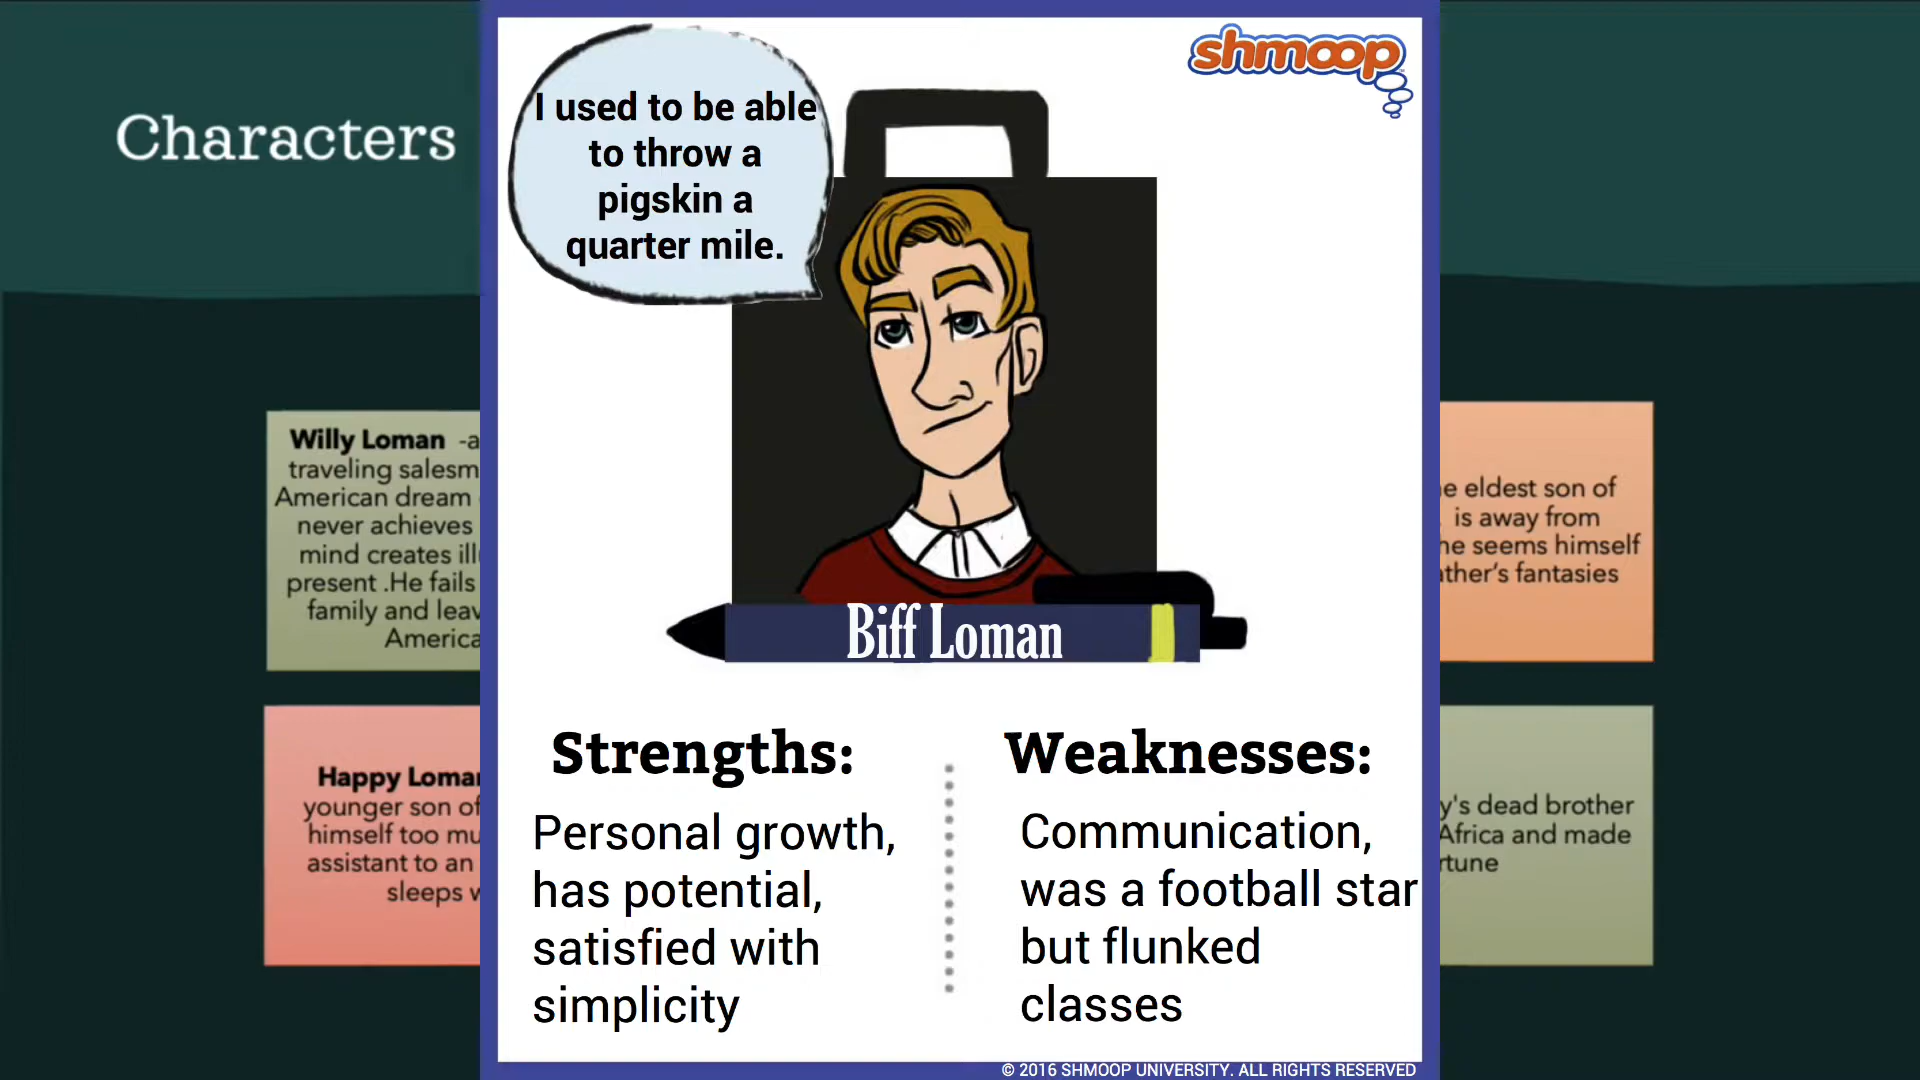 Characters
shmoop
I used to be able
to throw a
pigskin a
quarter mile.
Biff Loman
Strengths:
Personal growth,
has potential,
satisfied with
simplicity
Weaknesses:
Communication,
was a football star
but flunked
classes
© 2016 SHMOOP UNIVERSITY. ALL RIGHTS RESERVED
Willy Loman -a
traveling salesm
American dream
never achieves
mind creates ill
present .He fails
family and leav
America
Happy Loman
younger son of
himself too mu
assistant to an
sleeps w
e eldest son of
is away from
he seems himself
ather's fantasies
y's dead brother
Africa and made
rtune